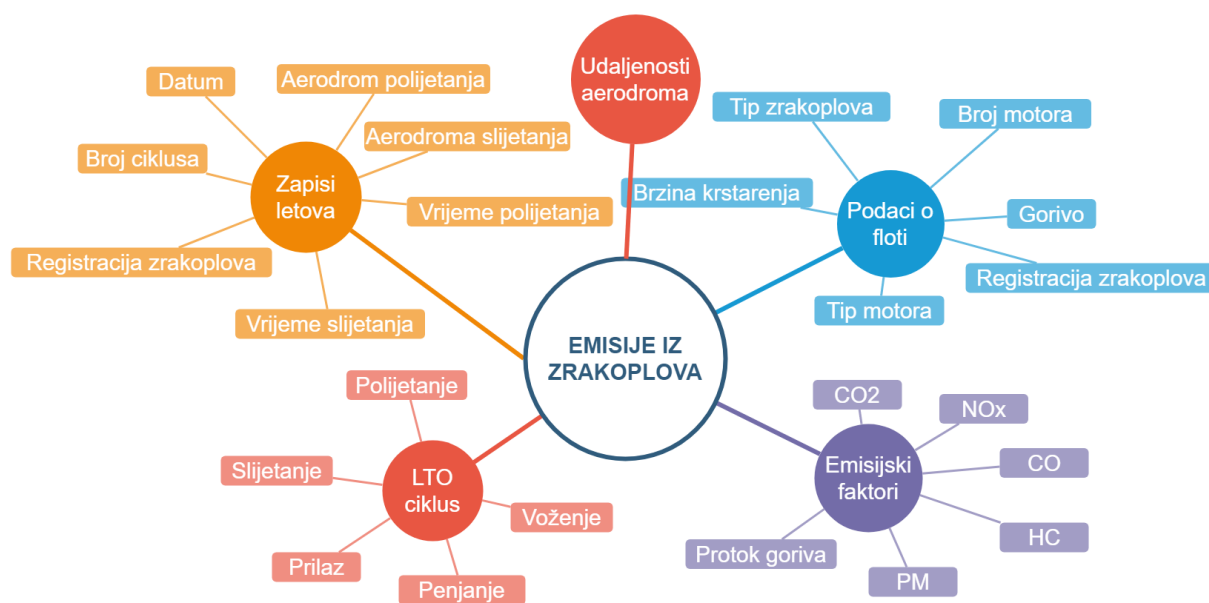 Udaljenosti
aerodroma
Datum
Aerodrom polijetanja
Aerodroma slijetanja
Broj ciklusa
Zapisi
letova
Vrijeme polijetanja
Registracija zrakoplova
Vrijeme slijetanja
Tip zrakoplova
Broj motora
Brzina krstarenja
Podaci o
floti
Gorivo
Registracija zrakoplova
Tip motora
EMISIJE IZ
ZRAKOPLOVA
Polijetanje
Slijetanje
LTO
ciklus
Voženje
Prilaz
Penjanje
CO2
NOx
Emisijski
faktori
CO
HC
Protok goriva
PM